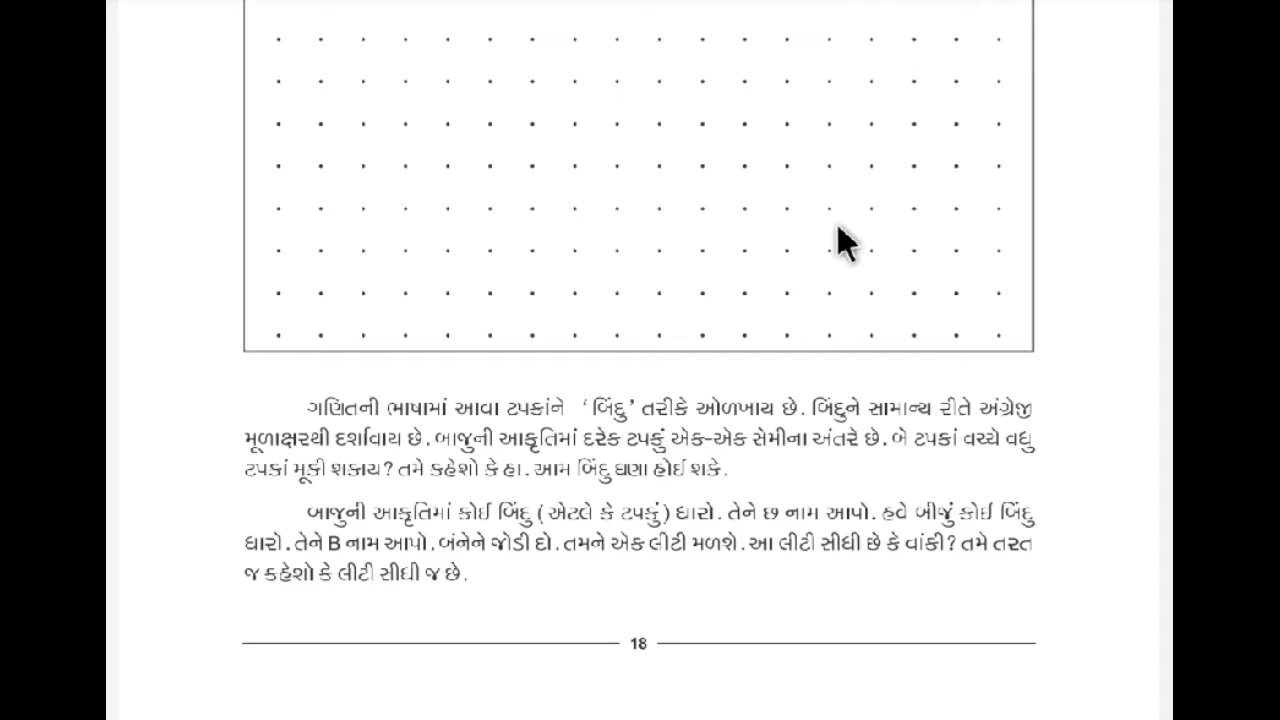 ગણિતની ભાષામાં આવા ટપકાંને ‘બિંદુ’ તરીકે ઓળખાય છે. બિંદુને સામાન્ય રીતે અંગ્રેજી
મૂળાક્ષરથી દર્શાવાય છે. બાજુની આકૃતિમાં દરેક ટપકું એક-એક સેમીના અંતરે છે. બે ટપકાં વચ્ચે વધુ
ટપકાં મૂકી શકાય? તમે કહેશો કે હા. આમ બિંદુ ઘણા હોઈ શકે.
બાજુની આકૃતિમાં કોઈ બિંદુ (એટલે કે ટપકું) ધારો. તેને છ નામ આપો. હવે બીજું કોઈ બિંદુ
ધારો. તેને B નામ આપો. બંનેને જોડી દો. તમને એક લીટી મળશે. આ લીટી સીધી છે કે વાંકી? તમે તરત
જ કહેશો કે લીટી સીધી જ છે.
18